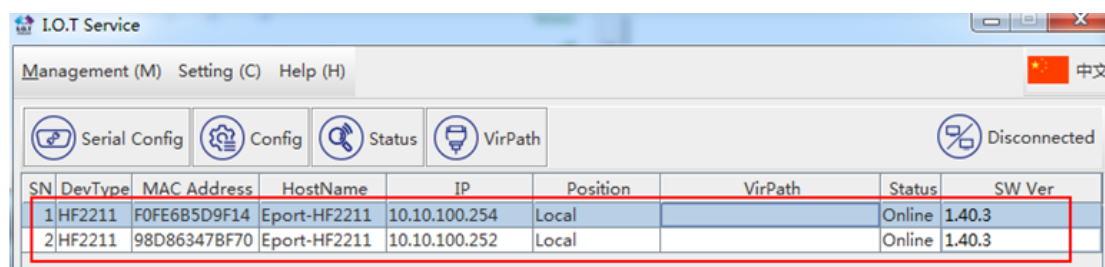 I.O.T Service
Management (M) Setting (C) Help (H) 中文
Serial Config Config Status VirPath Disconnected
SN DevType MAC Address HostName IP Position VirPath Status SW Ver
1 HF2211 F0FE6B5D9F14 Eport-HF2211 10.10.100.254 Local Online 1.40.3
2 HF2211 98D86347BF70 Eport-HF2211 10.10.100.252 Local Online 1.40.3